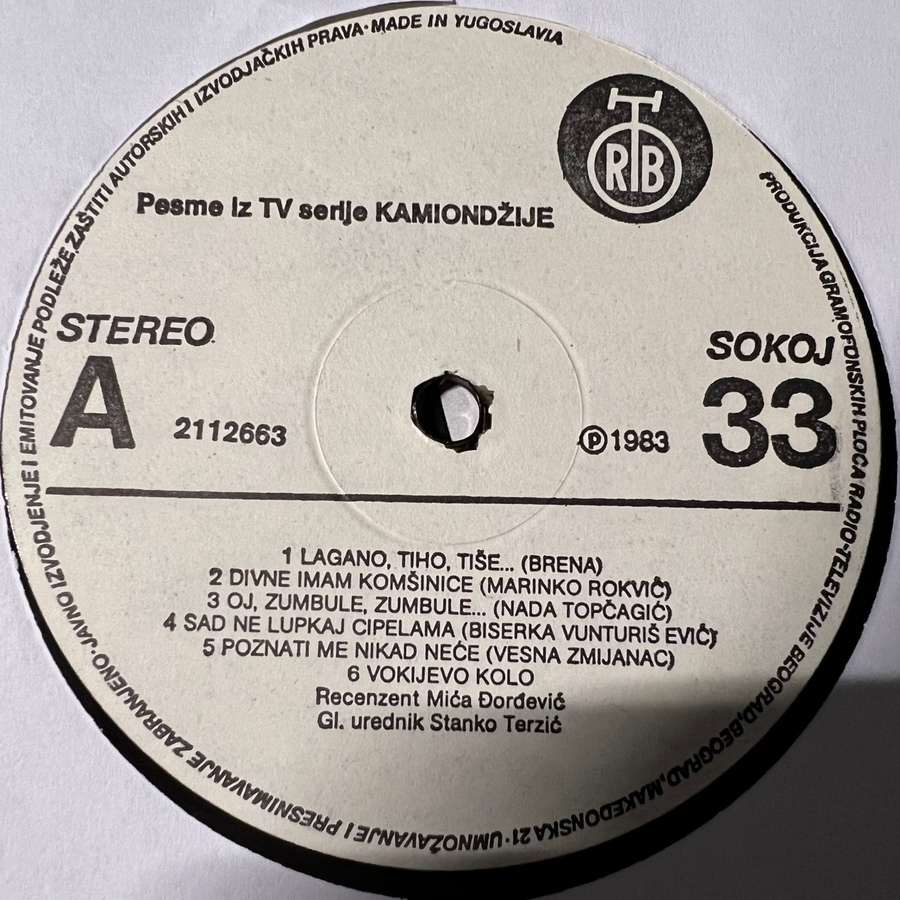 PRODUKCIJA GRAMOFONSKIH PLOČA RADIO-TELEVIZIJE BEOGRAD, BEOGRAD, MAKEDONSKA 21 · UMNOŽAVANJE I PRESNIMAVANJE ZABRANJENO · JAVNO IZVODJENJE I EMITOVANJE PODLEŽE ZAŠTITI AUTORSKIH I IZVODJAČKIH PRAVA · MADE IN YUGOSLAVIA
RTB
Pesme iz TV serije KAMIONDŽIJE
STEREO
SOKOJ
A
2112663
Ⓟ 1983
33
1 LAGANO, TIHO, TIŠE... (BRENA)
2 DIVNE IMAM KOMŠINICE (MARINKO ROKVIĆ)
3 OJ, ZUMBULE, ZUMBULE... (NADA TOPČAGIĆ)
4 SAD NE LUPKAJ CIPELAMA (BISERKA VUNTURIŠ EVIĆ)
5 POZNATI ME NIKAD NEĆE (VESNA ZMIJANAC)
6 VOKIJEVO KOLO
Recenzent Mića Đorđević
Gl. urednik Stanko Terzić